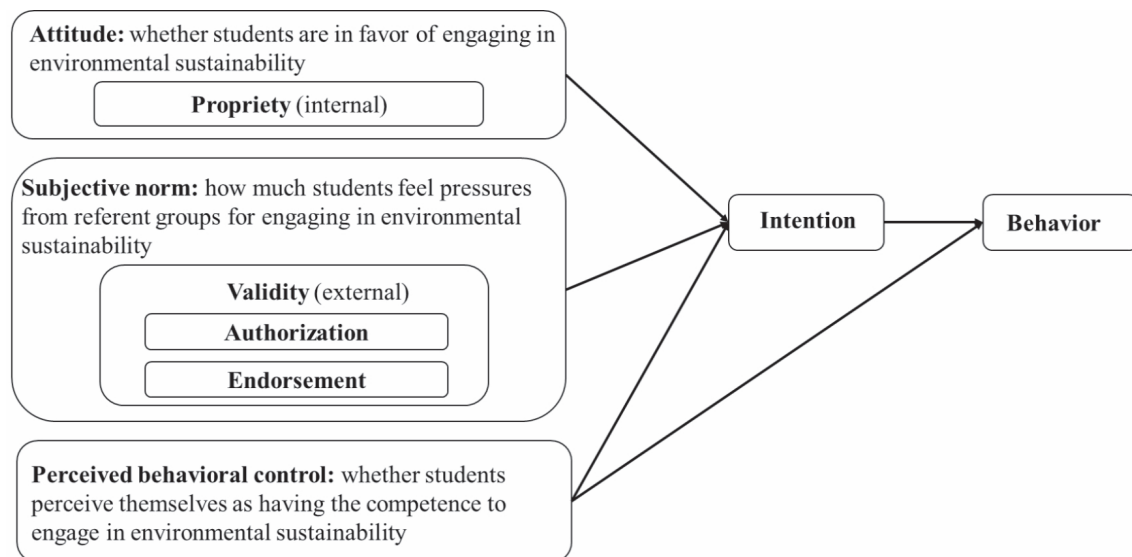 Attitude: whether students are in favor of engaging in
environmental sustainability
Propriety (internal)
Subjective norm: how much students feel pressures
from referent groups for engaging in environmental
sustainability
Validity (external)
Authorization
Endorsement
Perceived behavioral control: whether students
perceive themselves as having the competence to
engage in environmental sustainability
Intention
Behavior